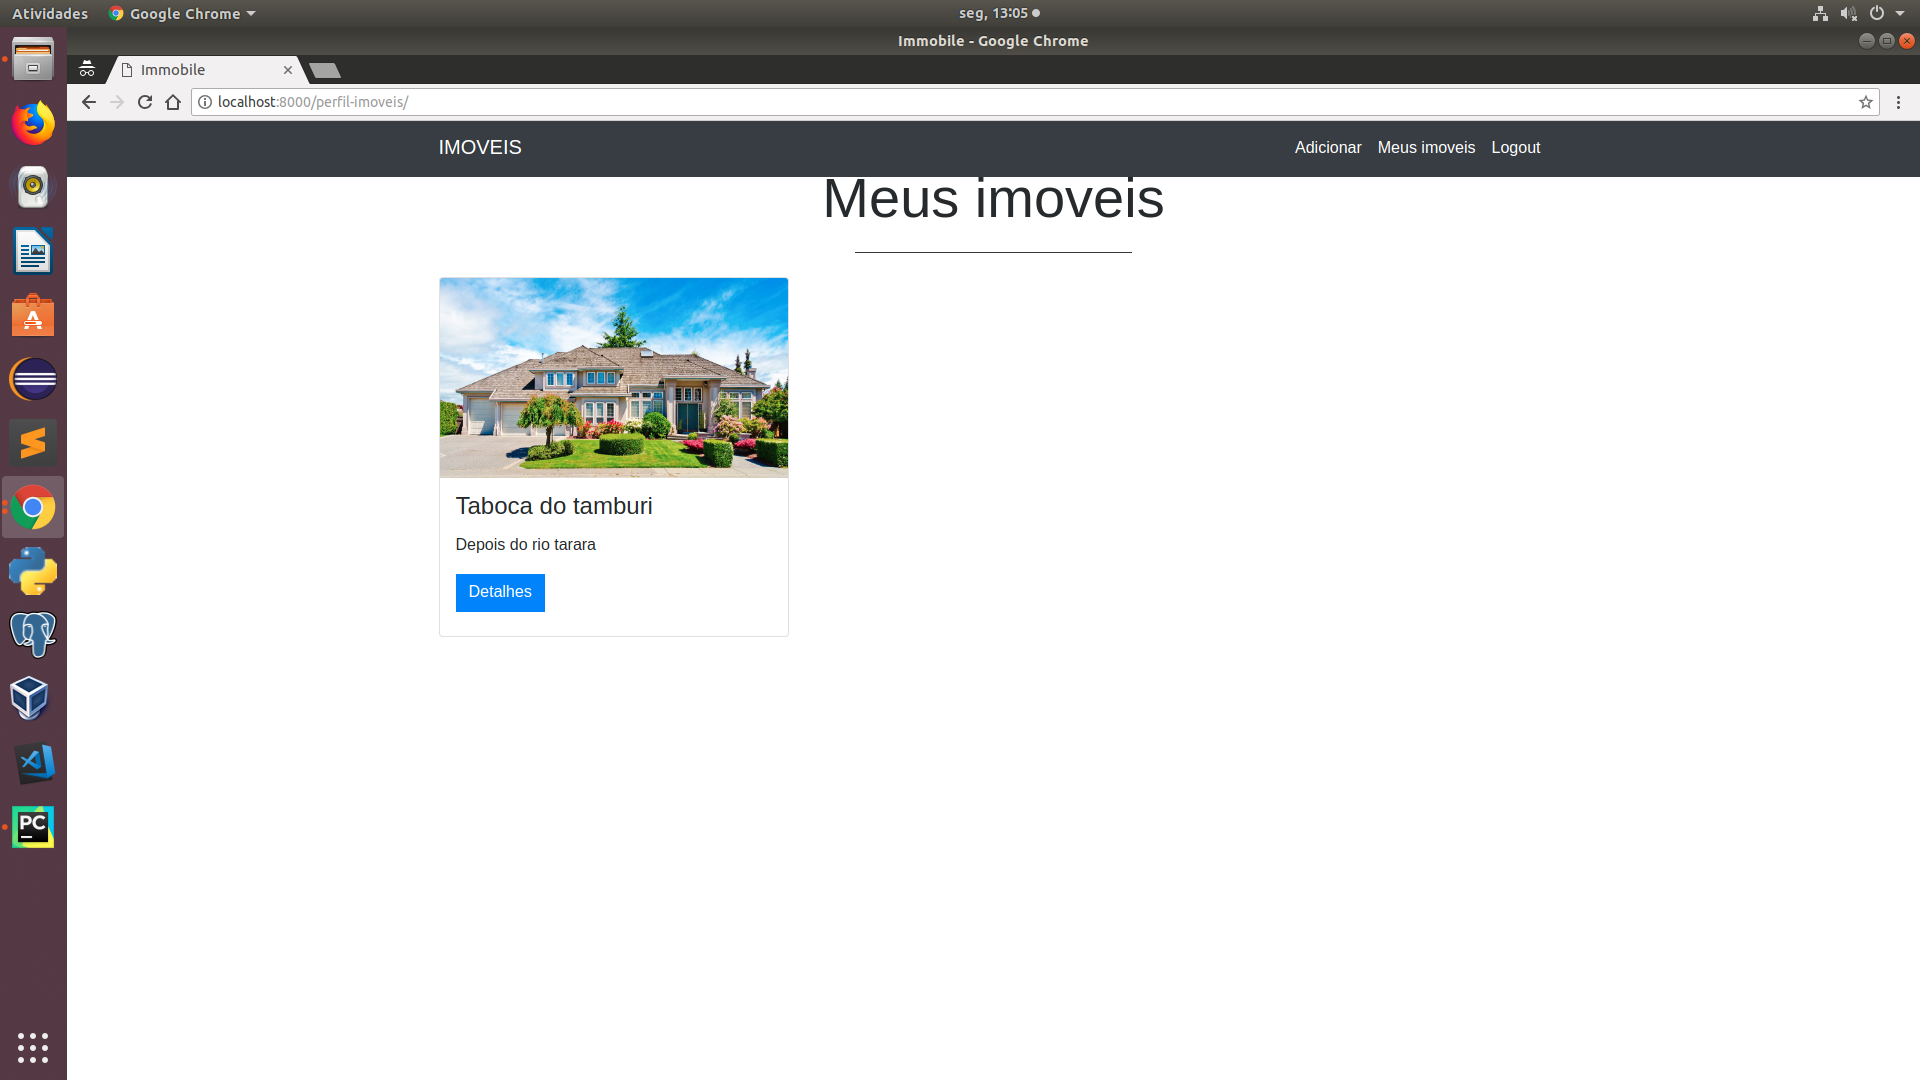 Atividades
Google Chrome
seg, 13:05
Immobile - Google Chrome
Immobile
localhost:8000/perfil-imoveis/
IMOVEIS
Adicionar
Meus imoveis
Logout
Meus imoveis
Taboca do tamburi
Depois do rio tarara
Detalhes
A
PC